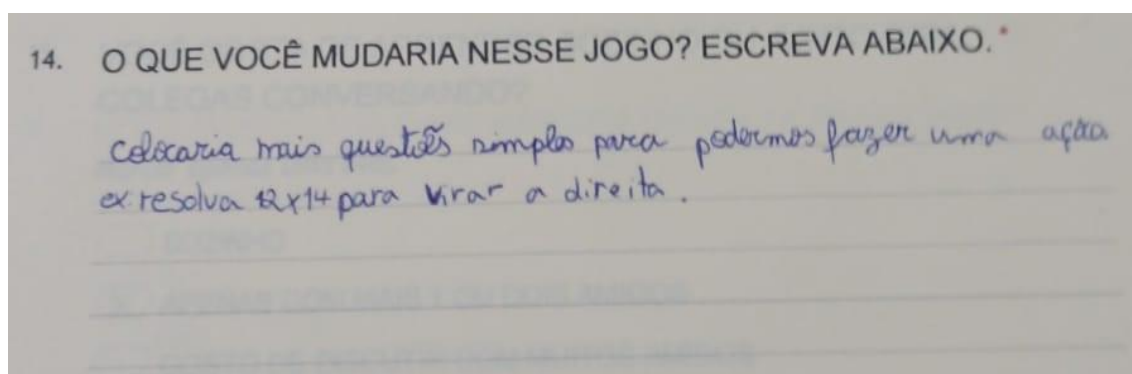 14. O QUE VOCÊ MUDARIA NESSE JOGO? ESCREVA ABAIXO.*
colocaria mais questões simples para podermos fazer uma ação
ex: resolva 12x14 para virar a direita.